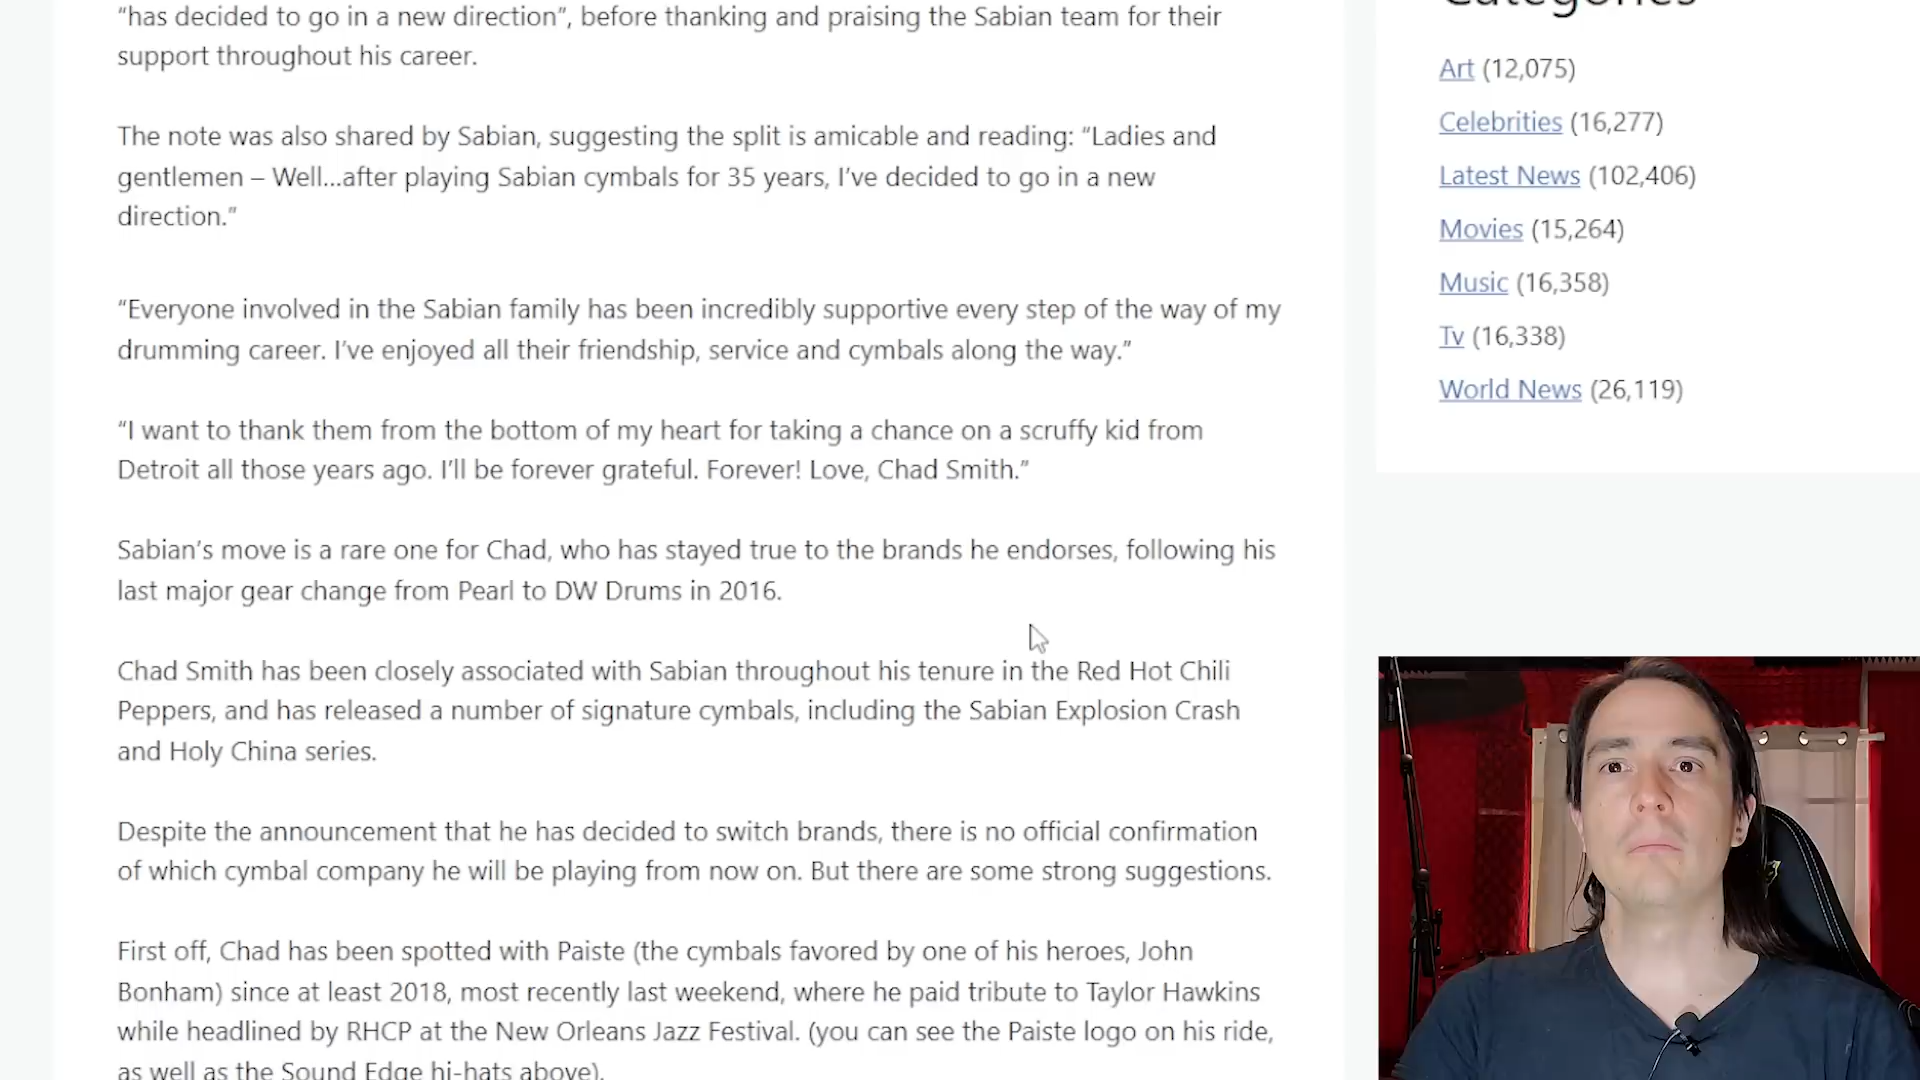 “has decided to go in a new direction”, before thanking and praising the Sabian team for their
support throughout his career.
The note was also shared by Sabian, suggesting the split is amicable and reading: “Ladies and
gentlemen – Well…after playing Sabian cymbals for 35 years, I’ve decided to go in a new
direction.”
“Everyone involved in the Sabian family has been incredibly supportive every step of the way of my
drumming career. I’ve enjoyed all their friendship, service and cymbals along the way.”
“I want to thank them from the bottom of my heart for taking a chance on a scruffy kid from
Detroit all those years ago. I’ll be forever grateful. Forever! Love, Chad Smith.”
Sabian’s move is a rare one for Chad, who has stayed true to the brands he endorses, following his
last major gear change from Pearl to DW Drums in 2016.
Chad Smith has been closely associated with Sabian throughout his tenure in the Red Hot Chili
Peppers, and has released a number of signature cymbals, including the Sabian Explosion Crash
and Holy China series.
Despite the announcement that he has decided to switch brands, there is no official confirmation
of which cymbal company he will be playing from now on. But there are some strong suggestions.
First off, Chad has been spotted with Paiste (the cymbals favored by one of his heroes, John
Bonham) since at least 2018, most recently last weekend, where he paid tribute to Taylor Hawkins
while headlined by RHCP at the New Orleans Jazz Festival. (you can see the Paiste logo on his ride,
as well as the Sound Edge hi-hats above).
Categories
Art (12,075)
Celebrities (16,277)
Latest News (102,406)
Movies (15,264)
Music (16,358)
Tv (16,338)
World News (26,119)